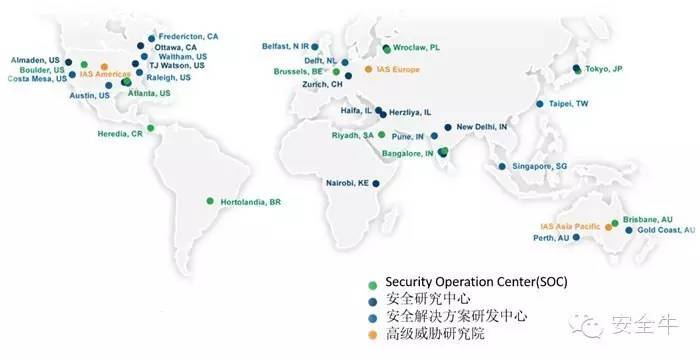 Fredericton, CA
Ottawa, CA
Almaden, US
Waltham, US
Boulder, US
IAS Americas
TJ Watson, US
Costa Mesa, US
Raleigh, US
Austin, US
Atlanta, US
Heredia, CR
Hortolandia, BR
Belfast, N IR
Wroclaw, PL
Delft, NL
Brussels, BE
IAS Europe
Zurich, CH
Tokyo, JP
Haifa, IL
Herzliya, IL
Taipei, TW
Riyadh, SA
Pune, IN
New Delhi, IN
Bangalore, IN
Singapore, SG
Nairobi, KE
Brisbane, AU
IAS Asia Pacific
Gold Coast, AU
Perth, AU
Security Operation Center(SOC)
安全研究中心
安全解决方案研发中心
高级威胁研究院
安全牛